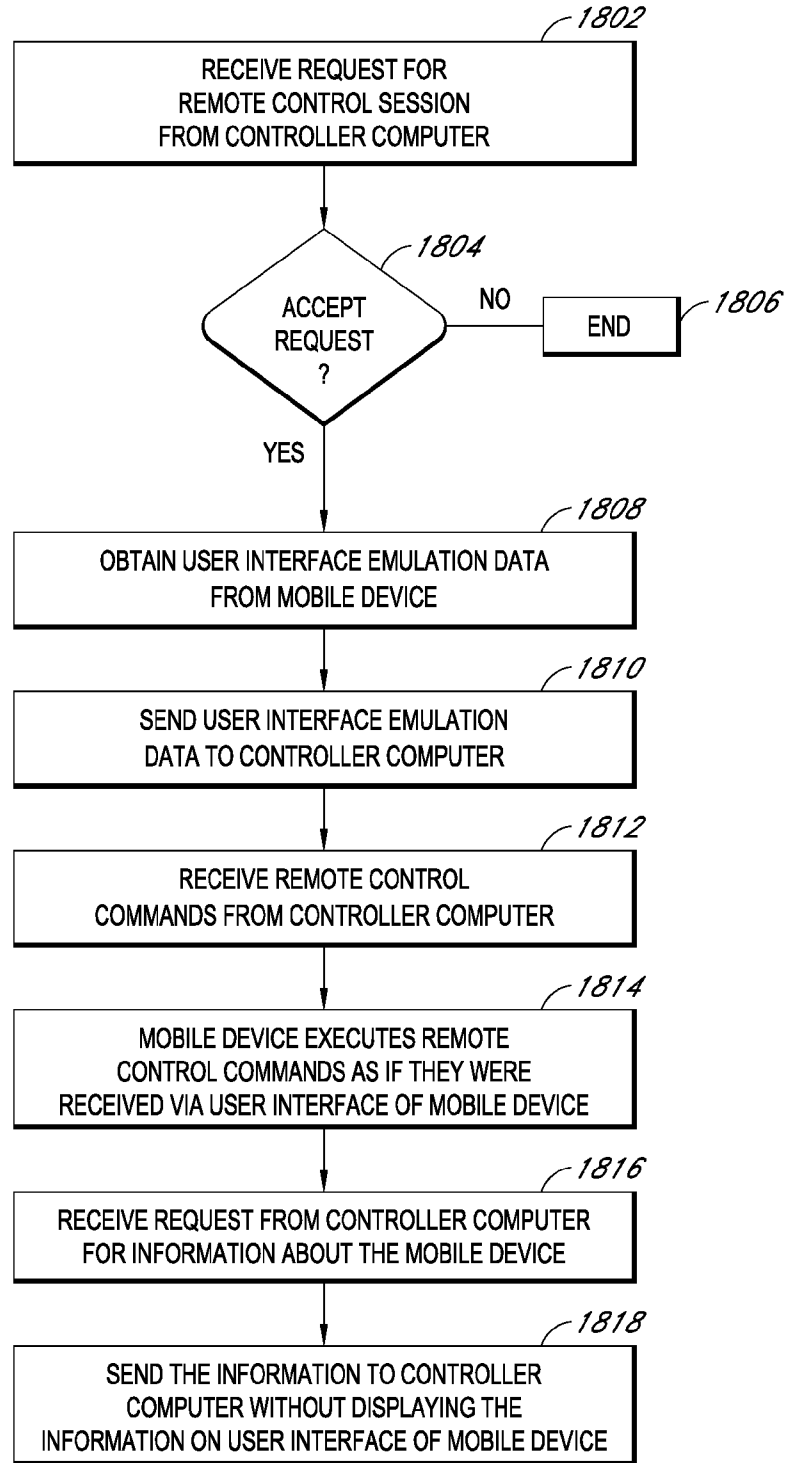 1802
RECEIVE REQUEST FOR
REMOTE CONTROL SESSION
FROM CONTROLLER COMPUTER
1804
ACCEPT
REQUEST
?
NO
END
1806
YES
1808
OBTAIN USER INTERFACE EMULATION DATA
FROM MOBILE DEVICE
1810
SEND USER INTERFACE EMULATION
DATA TO CONTROLLER COMPUTER
1812
RECEIVE REMOTE CONTROL
COMMANDS FROM CONTROLLER COMPUTER
1814
MOBILE DEVICE EXECUTES REMOTE
CONTROL COMMANDS AS IF THEY WERE
RECEIVED VIA USER INTERFACE OF MOBILE DEVICE
1816
RECEIVE REQUEST FROM CONTROLLER COMPUTER
FOR INFORMATION ABOUT THE MOBILE DEVICE
1818
SEND THE INFORMATION TO CONTROLLER
COMPUTER WITHOUT DISPLAYING THE
INFORMATION ON USER INTERFACE OF MOBILE DEVICE